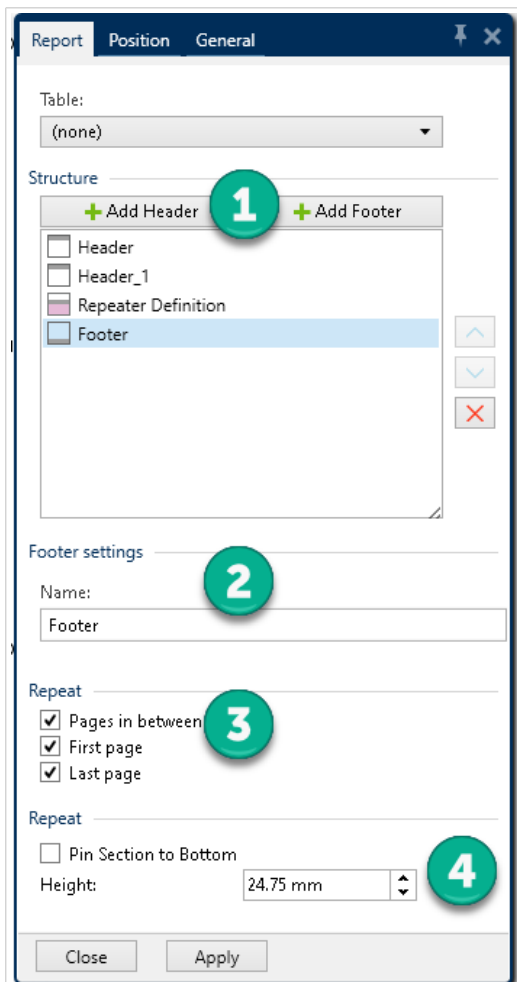 Report Position General
Table:
(none)
Structure
Add Header 1 Add Footer
Header
Header_1
Repeater Definition
Footer
Footer settings
2
Name:
Footer
Repeat
Pages in between
3
First page
Last page
Repeat
Pin Section to Bottom
4
Height: 24.75 mm
Close Apply